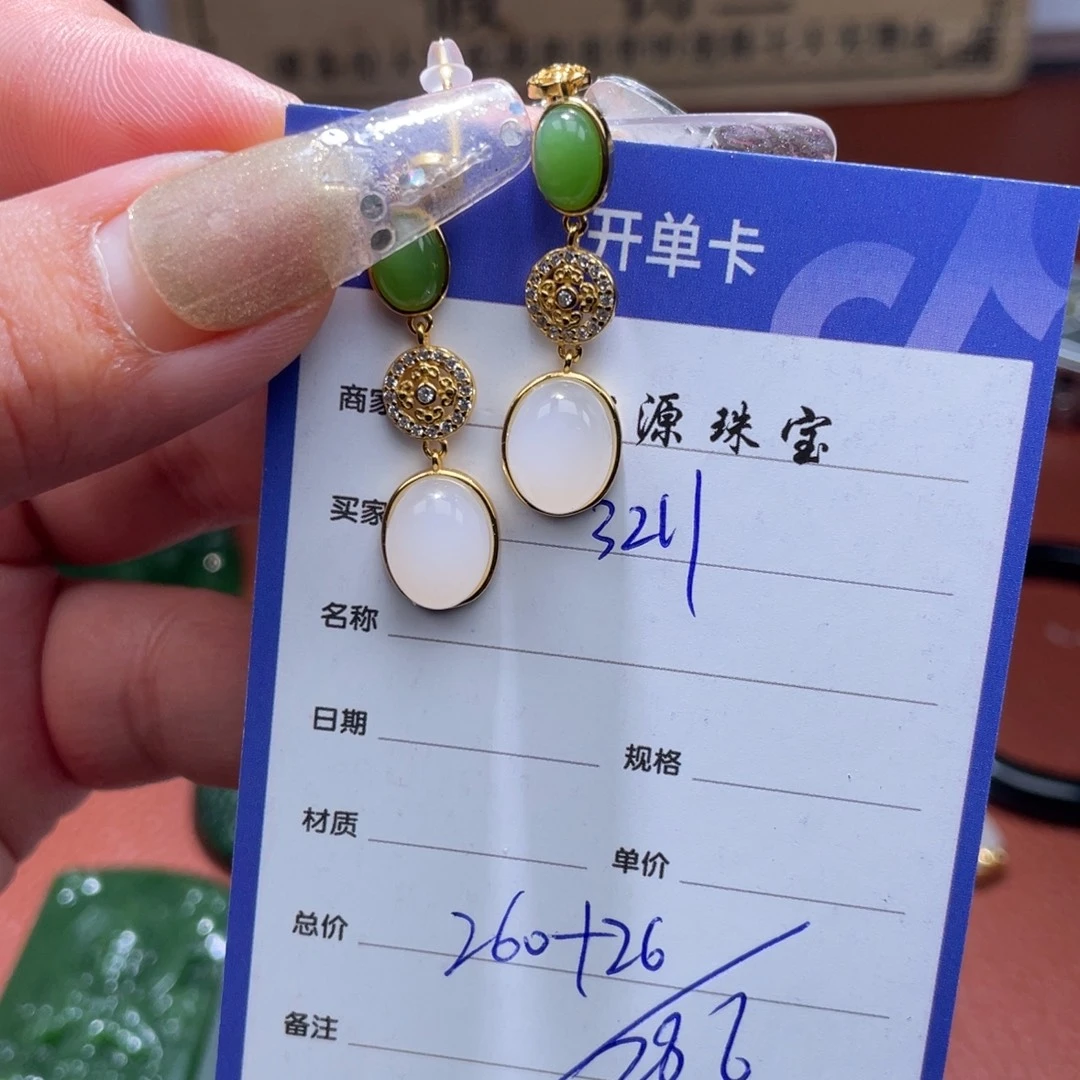 开单卡
商家 源珠宝
买家 3211
名称
日期
规格
材质
单价
总价 260+26
备注 286